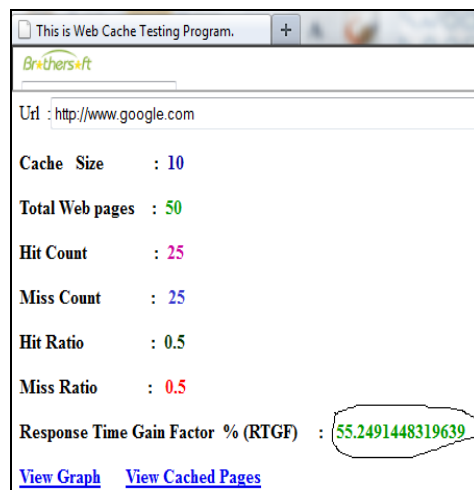 This is Web Cache Testing Program.
Brothersoft
Url : http://www.google.com
Cache Size : 10
Total Web pages : 50
Hit Count : 25
Miss Count : 25
Hit Ratio : 0.5
Miss Ratio : 0.5
Response Time Gain Factor % (RTGF) : 55.2491448319639
View Graph View Cached Pages